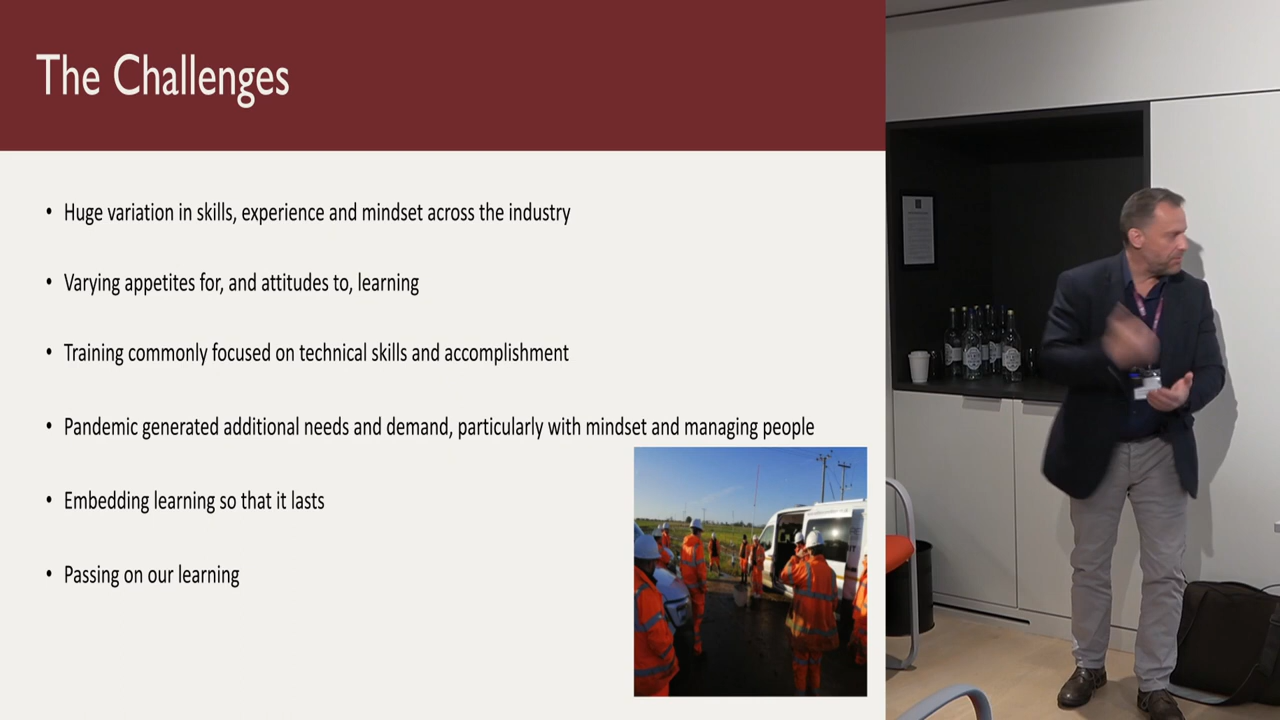 The Challenges
• Huge variation in skills, experience and mindset across the industry
• Varying appetites for, and attitudes to, learning
• Training commonly focused on technical skills and accomplishment
• Pandemic generated additional needs and demand, particularly with mindset and managing people
• Embedding learning so that it lasts
• Passing on our learning